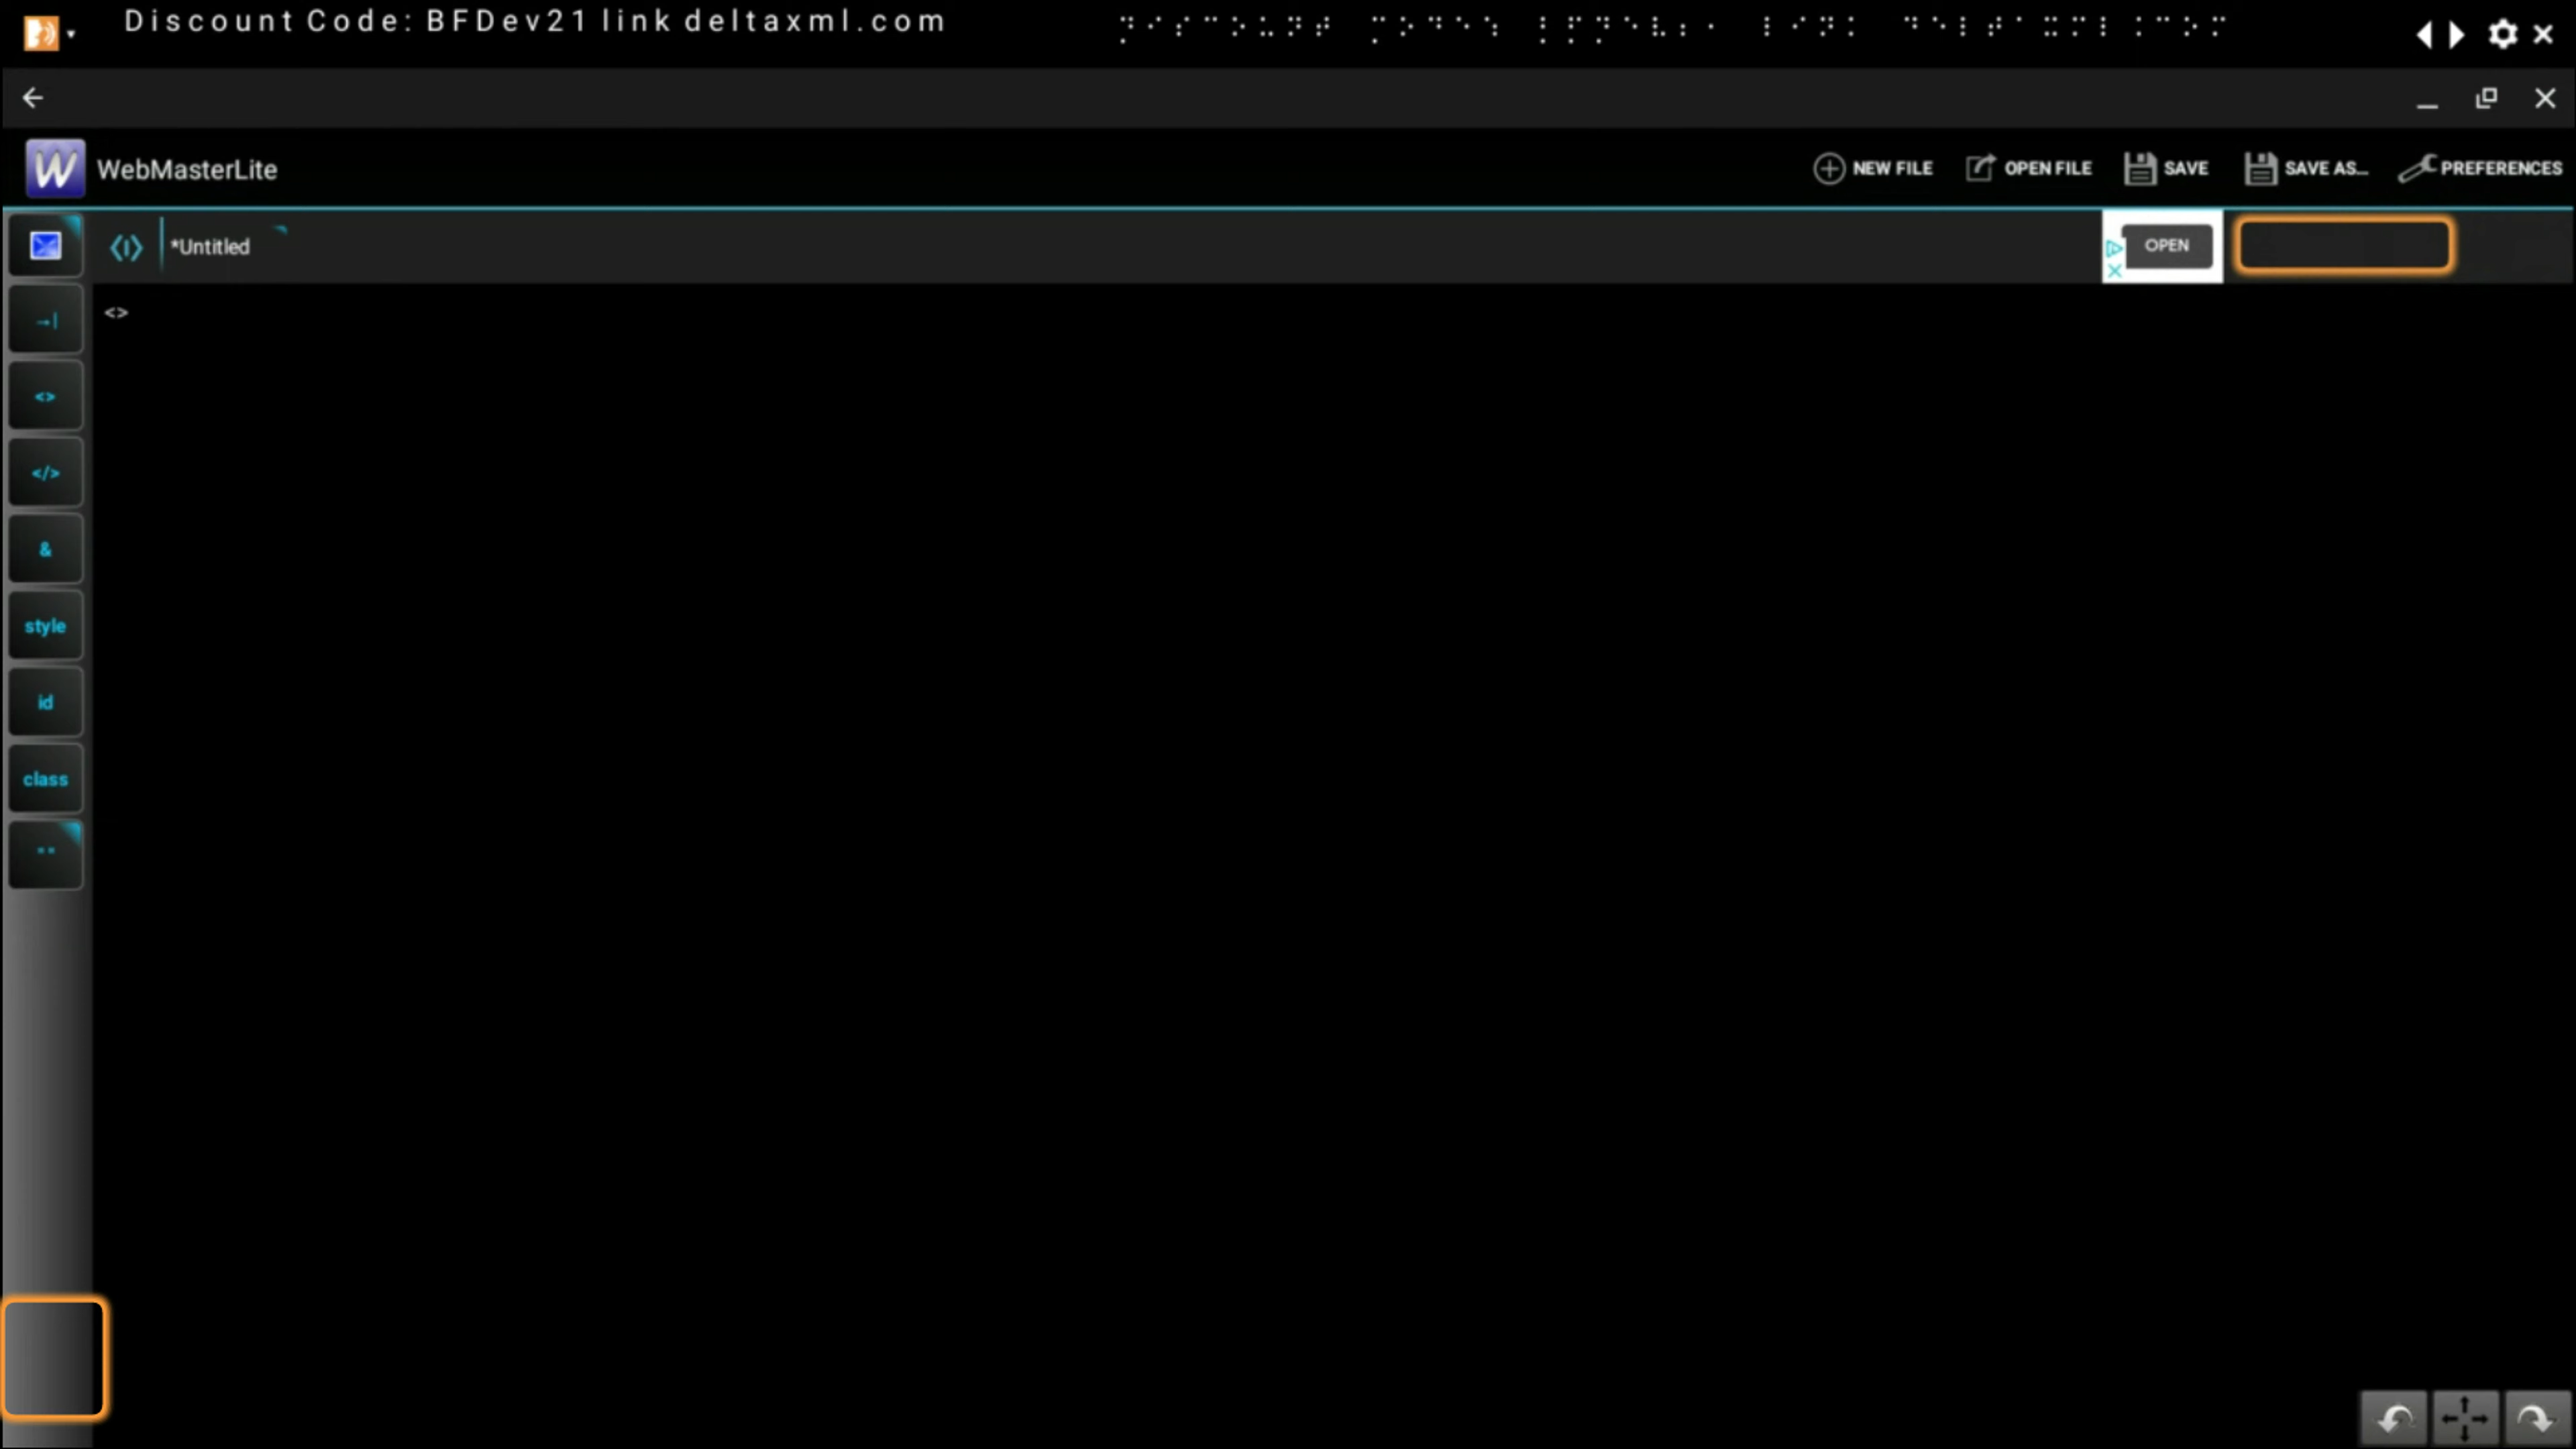 Discount Code: BFDev21 link deltaxml.com
WebMasterLite
NEW FILE
OPEN FILE
SAVE
SAVE AS...
PREFERENCES
*Untitled
OPEN
<>
→|
<>
</>
&
style
id
class
""